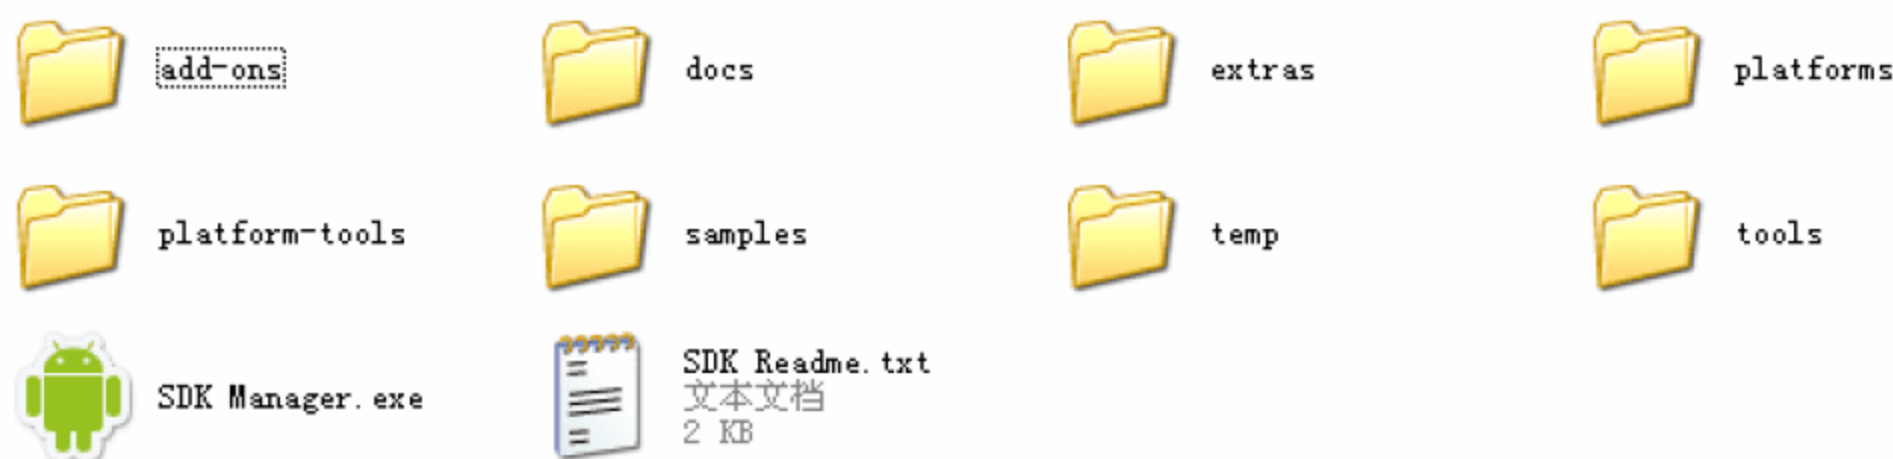 add-ons
docs
extras
platforms
platform-tools
samples
temp
tools
SDK Manager.exe
SDK Readme.txt
文本文档
2 KB